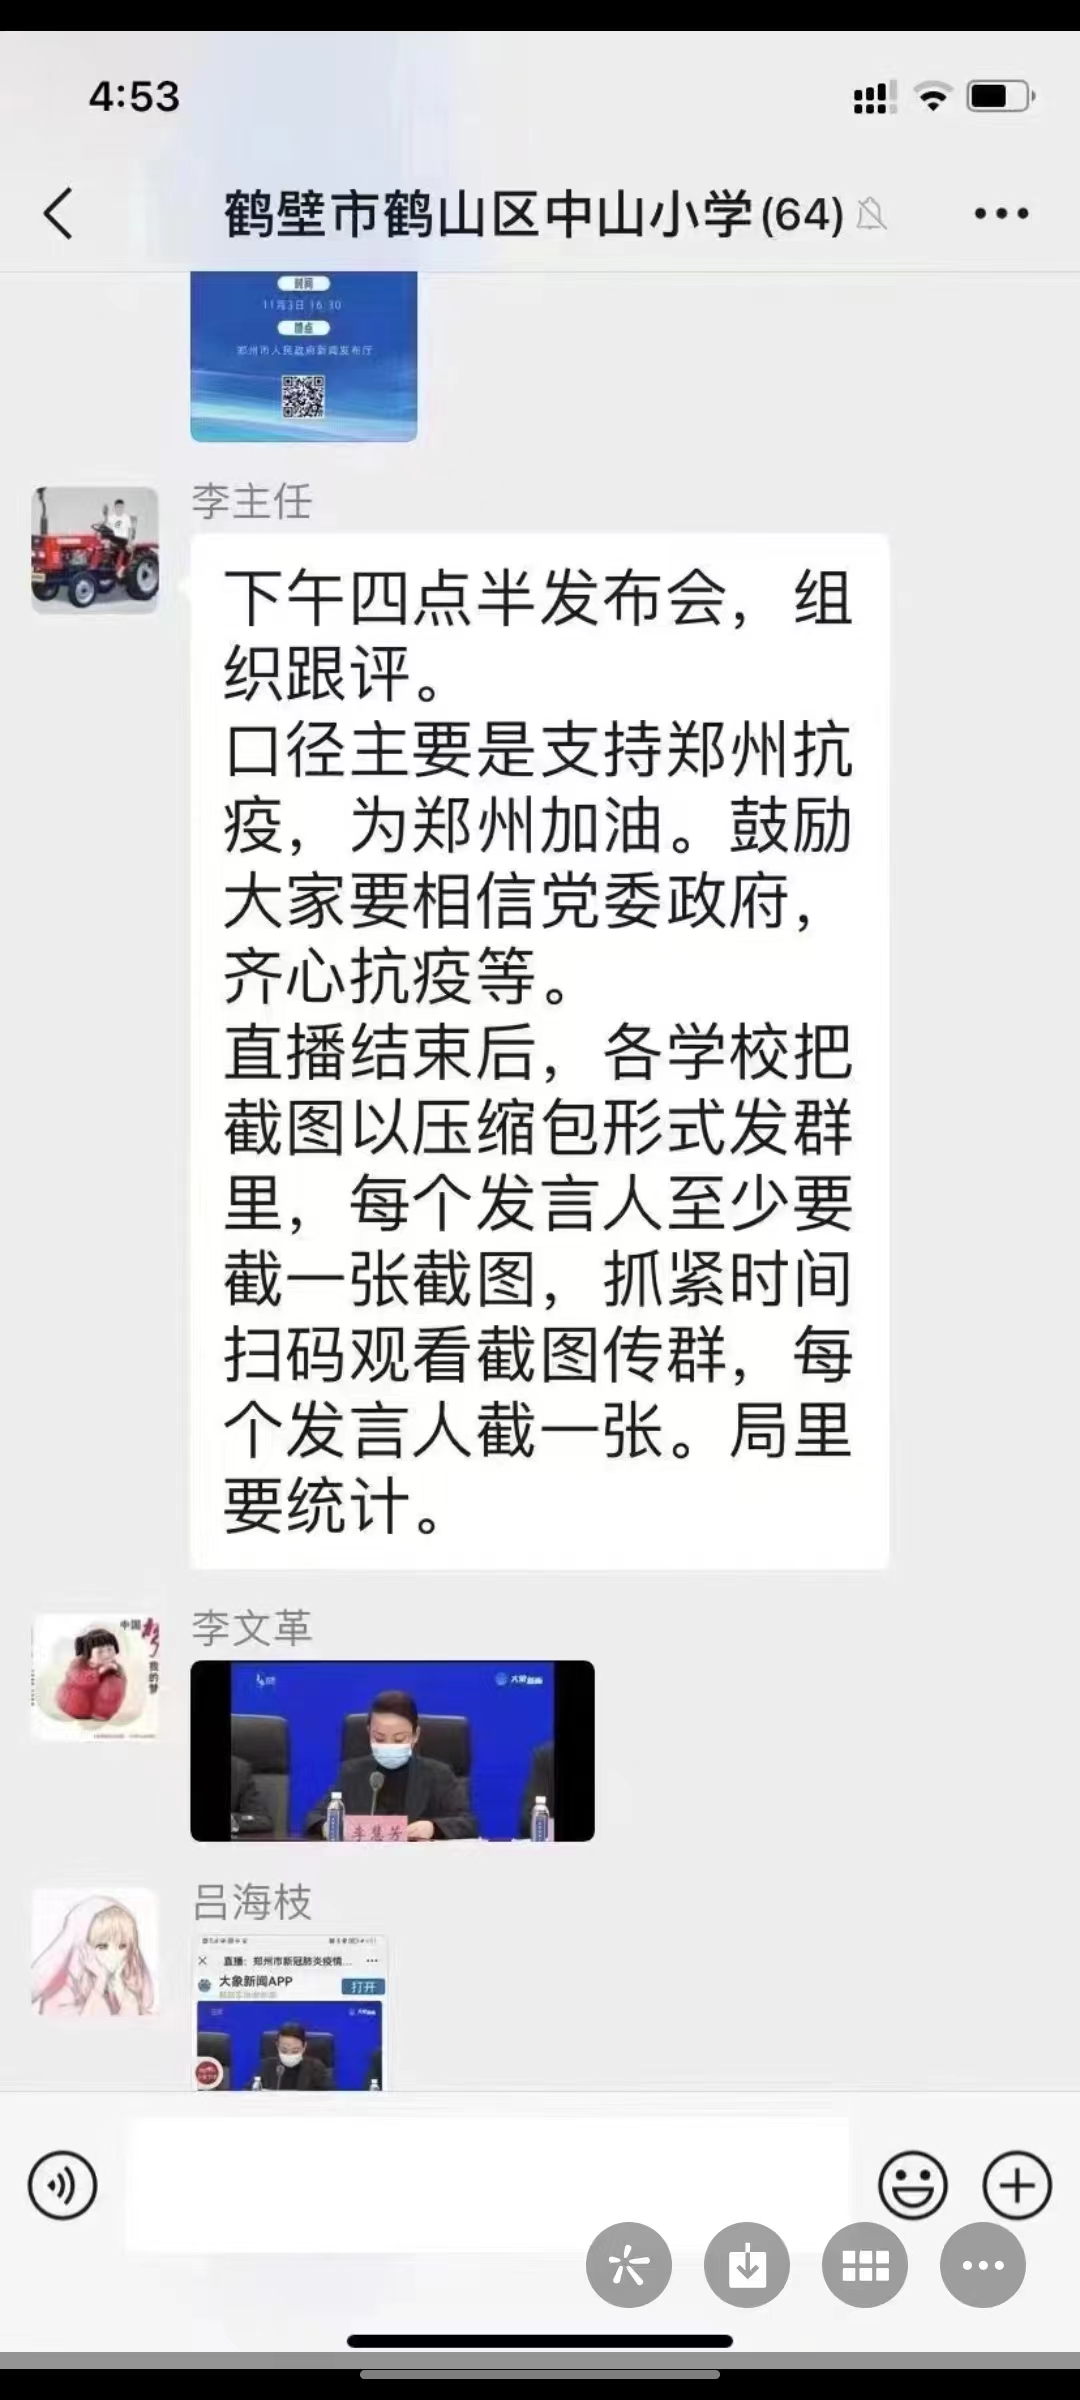 4:53
鹤壁市鹤山区中山小学(64)
时间
11月3日 16:30
地点
郑州市人民政府新闻发布厅
李主任
下午四点半发布会，组
织跟评。
口径主要是支持郑州抗
疫，为郑州加油。鼓励
大家要相信党委政府，
齐心抗疫等。
直播结束后，各学校把
截图以压缩包形式发群
里，每个发言人至少要
截一张截图，抓紧时间
扫码观看截图传群，每
个发言人截一张。局里
要统计。
中国梦
我的梦
李文革
大象新闻
李慧芳
吕海枝
直播：郑州市新冠肺炎疫情...
大象新闻APP
打开